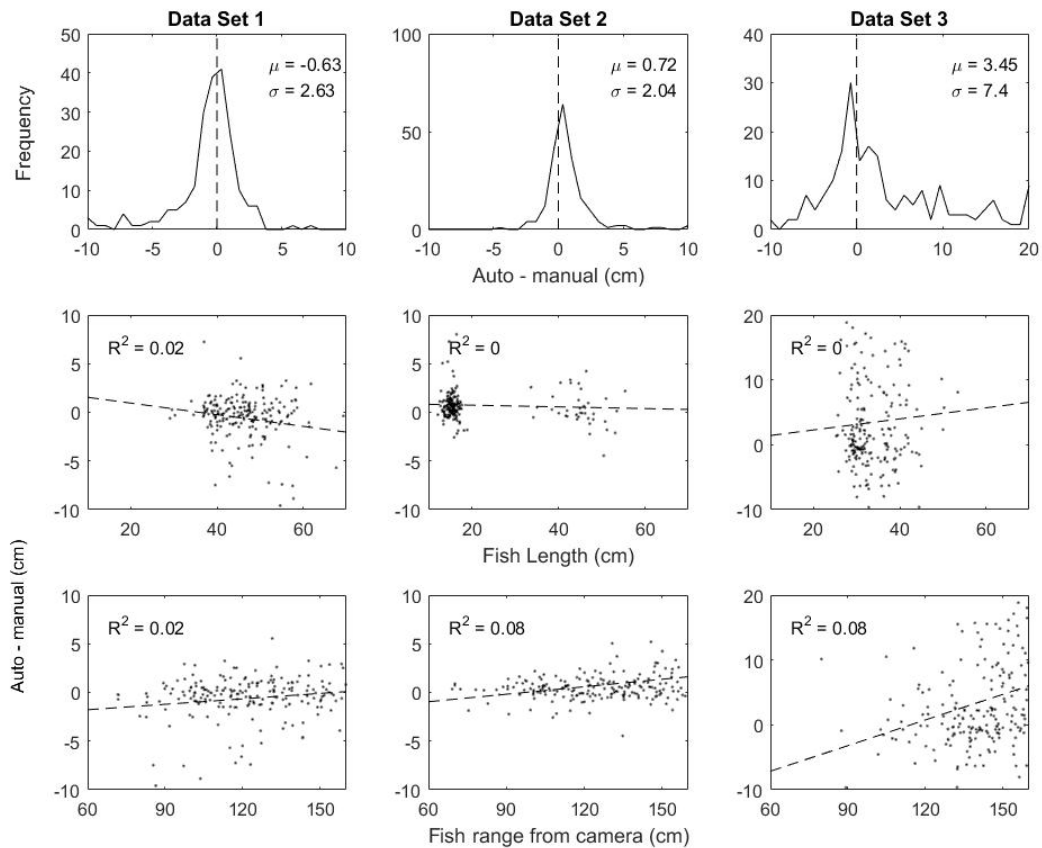 Data Set 1
Data Set 2
Data Set 3
Frequency
50
40
30
20
10
0
μ = -0.63
σ = 2.63
-10 -5 0 5 10
100
50
0
μ = 0.72
σ = 2.04
-10 -5 0 5 10
Auto - manual (cm)
40
30
20
10
0
μ = 3.45
σ = 7.4
-10 0 10 20
10
5
0
-5
-10
R² = 0.02
20 40 60
10
5
0
-5
-10
R² = 0
20 40 60
Fish Length (cm)
20
10
0
-10
R² = 0
20 40 60
Auto - manual (cm)
10
5
0
-5
-10
R² = 0.02
60 90 120 150
10
5
0
-5
-10
R² = 0.08
60 90 120 150
Fish range from camera (cm)
20
10
0
-10
R² = 0.08
60 90 120 150